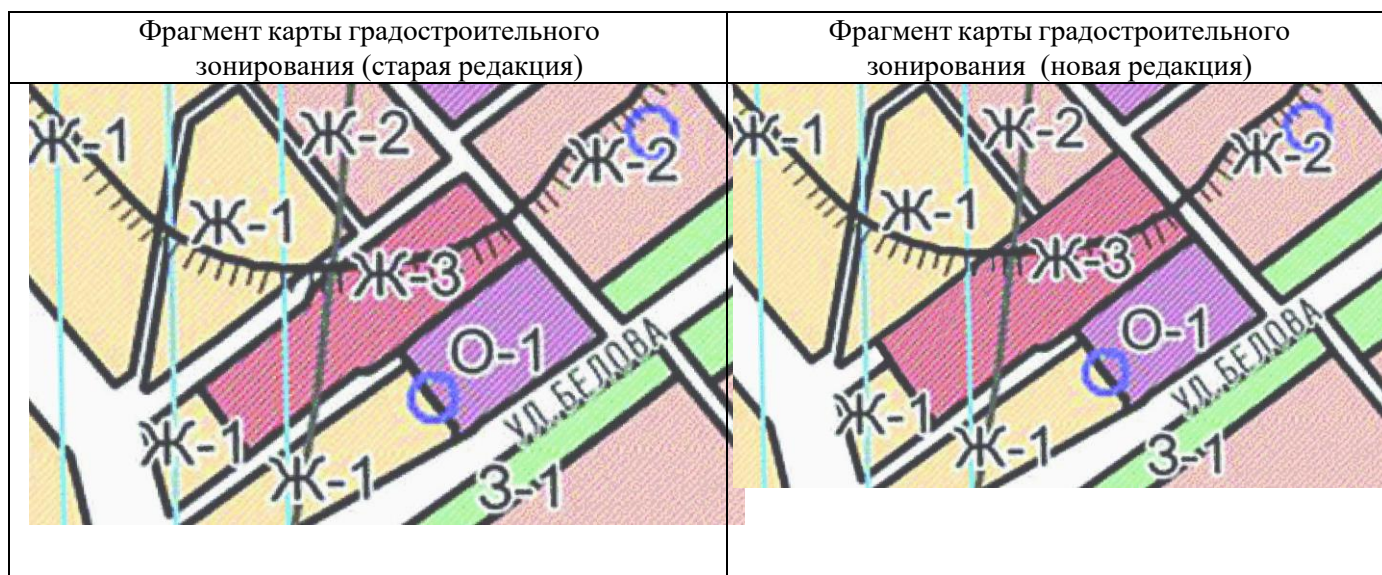 Фрагмент карты градостроительного
зонирования (старая редакция)
Фрагмент карты градостроительного
зонирования (новая редакция)
Ж-1
Ж-2
Ж-2
Ж-1
Ж-3
О-1
УЛ. БЕЛОВА
Ж-1
Ж-1
З-1
Ж-1
Ж-2
Ж-2
Ж-1
Ж-3
О-1
УЛ. БЕЛОВА
Ж-1
Ж-1
З-1